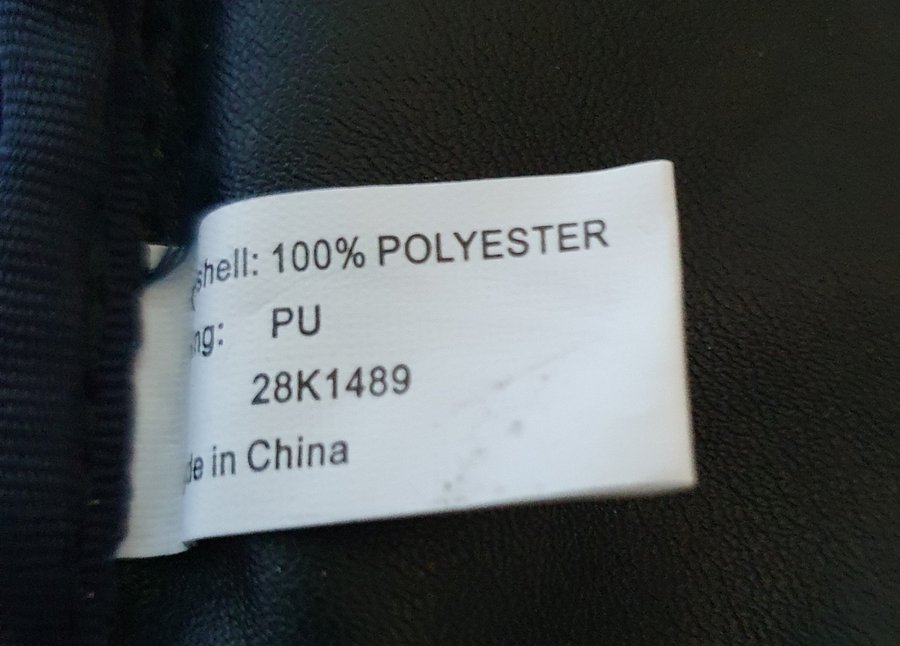 shell: 100% POLYESTER
ng: PU
28K1489
de in China